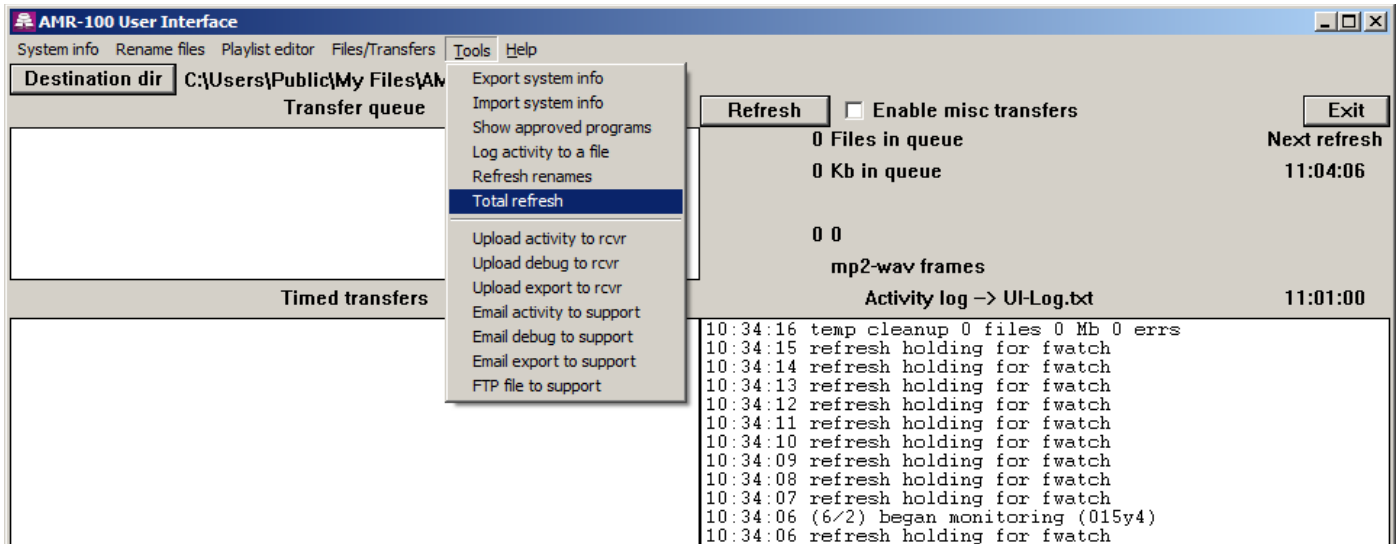 AMR-100 User Interface
System info Rename files Playlist editor Files/Transfers Tools Help
Destination dir C:\Users\Public\My Files\AM
Export system info
Import system info
Show approved programs
Log activity to a file
Refresh renames
Total refresh
Upload activity to rcvr
Upload debug to rcvr
Upload export to rcvr
Email activity to support
Email debug to support
Email export to support
FTP file to support
Transfer queue
Refresh Enable misc transfers Exit
0 Files in queue Next refresh
0 Kb in queue 11:04:06
0 0
mp2-wav frames
Timed transfers
Activity log --> UI-Log.txt 11:01:00
10:34:16 temp cleanup 0 files 0 Mb 0 errs
10:34:15 refresh holding for fwatch
10:34:14 refresh holding for fwatch
10:34:13 refresh holding for fwatch
10:34:12 refresh holding for fwatch
10:34:11 refresh holding for fwatch
10:34:10 refresh holding for fwatch
10:34:09 refresh holding for fwatch
10:34:08 refresh holding for fwatch
10:34:07 refresh holding for fwatch
10:34:06 (6/2) began monitoring (015y4)
10:34:06 refresh holding for fwatch